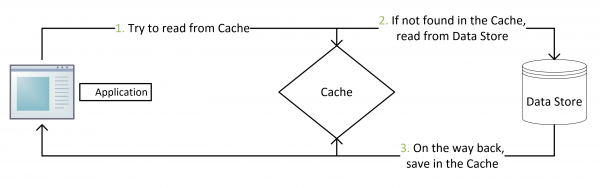 1. Try to read from Cache
2. If not found in the Cache,
read from Data Store
Application
Cache
Data Store
3. On the way back,
save in the Cache